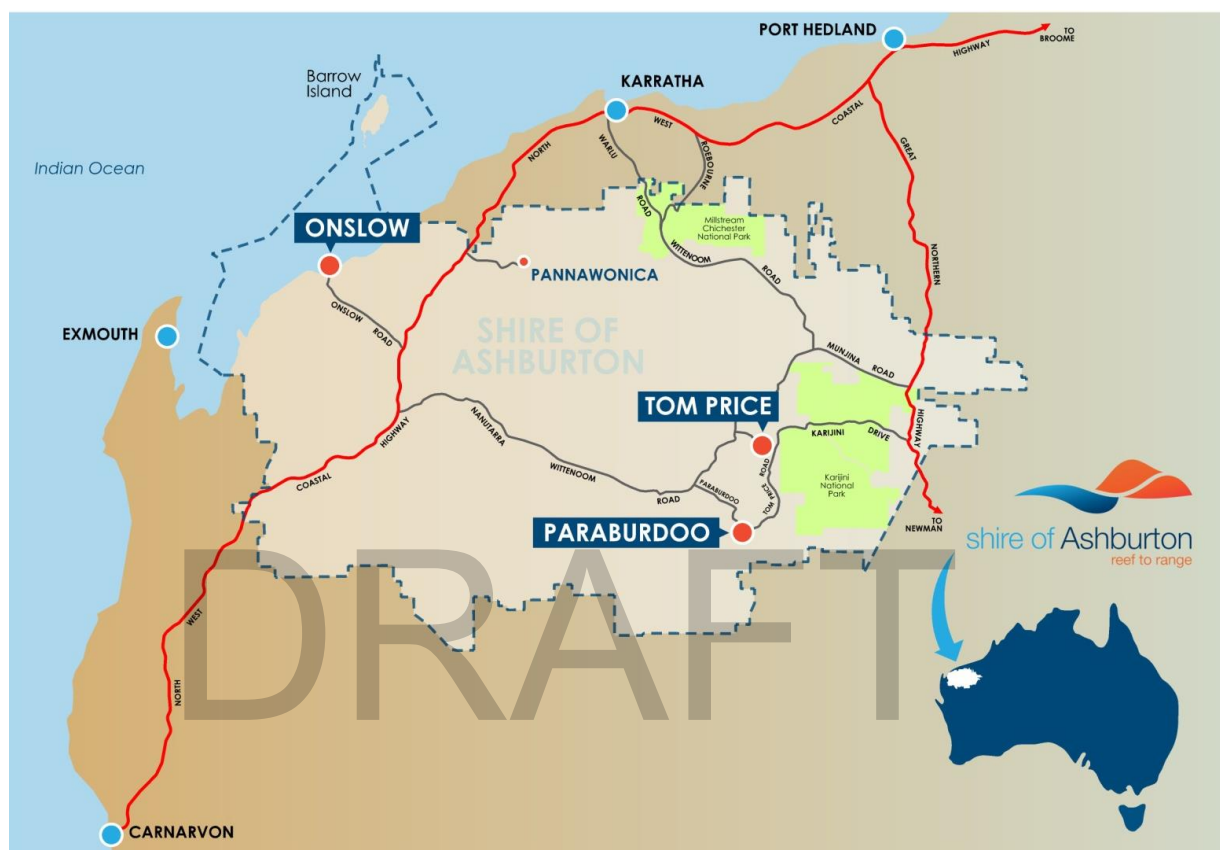 PORT HEDLAND
TO
BROOME
HIGHWAY
Barrow
Island
KARRATHA
COASTAL
WEST
NORTH
WARLU
ROAD
ROEBOURNE
GREAT
Indian Ocean
Millstream
Chichester
National Park
ONSLOW
WITTENOOM
ROAD
NORTHERN
PANNAWONICA
ONSLOW
ROAD
EXMOUTH
SHIRE OF
ASHBURTON
MUNJINA
ROAD
TOM PRICE
HIGHWAY
NANUTARRA
HIGHWAY
KARIJINI
DRIVE
WITTENOOM
ROAD
COASTAL
PARABURDOO
TOM PRICE
ROAD
Karijini
National
Park
TO
NEWMAN
PARABURDOO
shire of Ashburton
reef to range
DRAFT
WEST
NORTH
CARNARVON